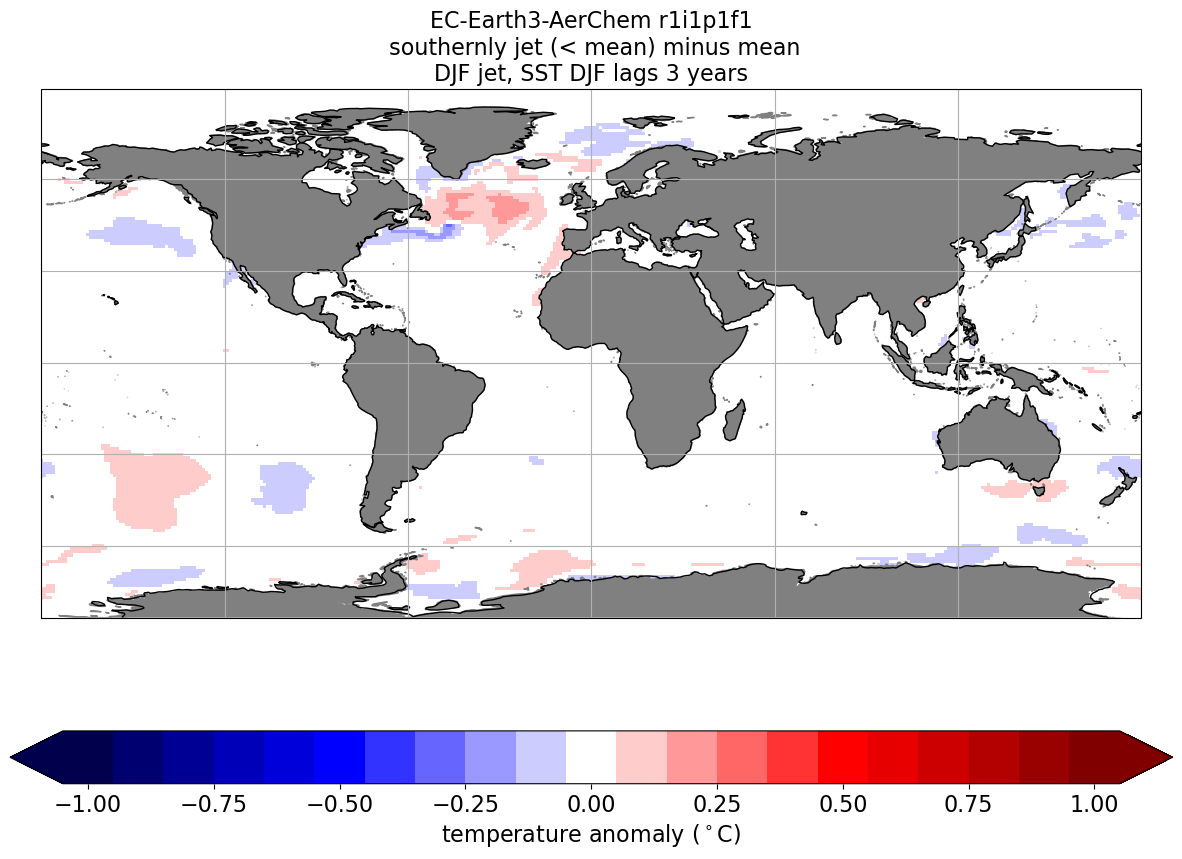 EC-Earth3-AerChem r1i1p1f1
southernly jet (< mean) minus mean
DJF jet, SST DJF lags 3 years
−1.00 −0.75 −0.50 −0.25 0.00 0.25 0.50 0.75 1.00
temperature anomaly (°C)